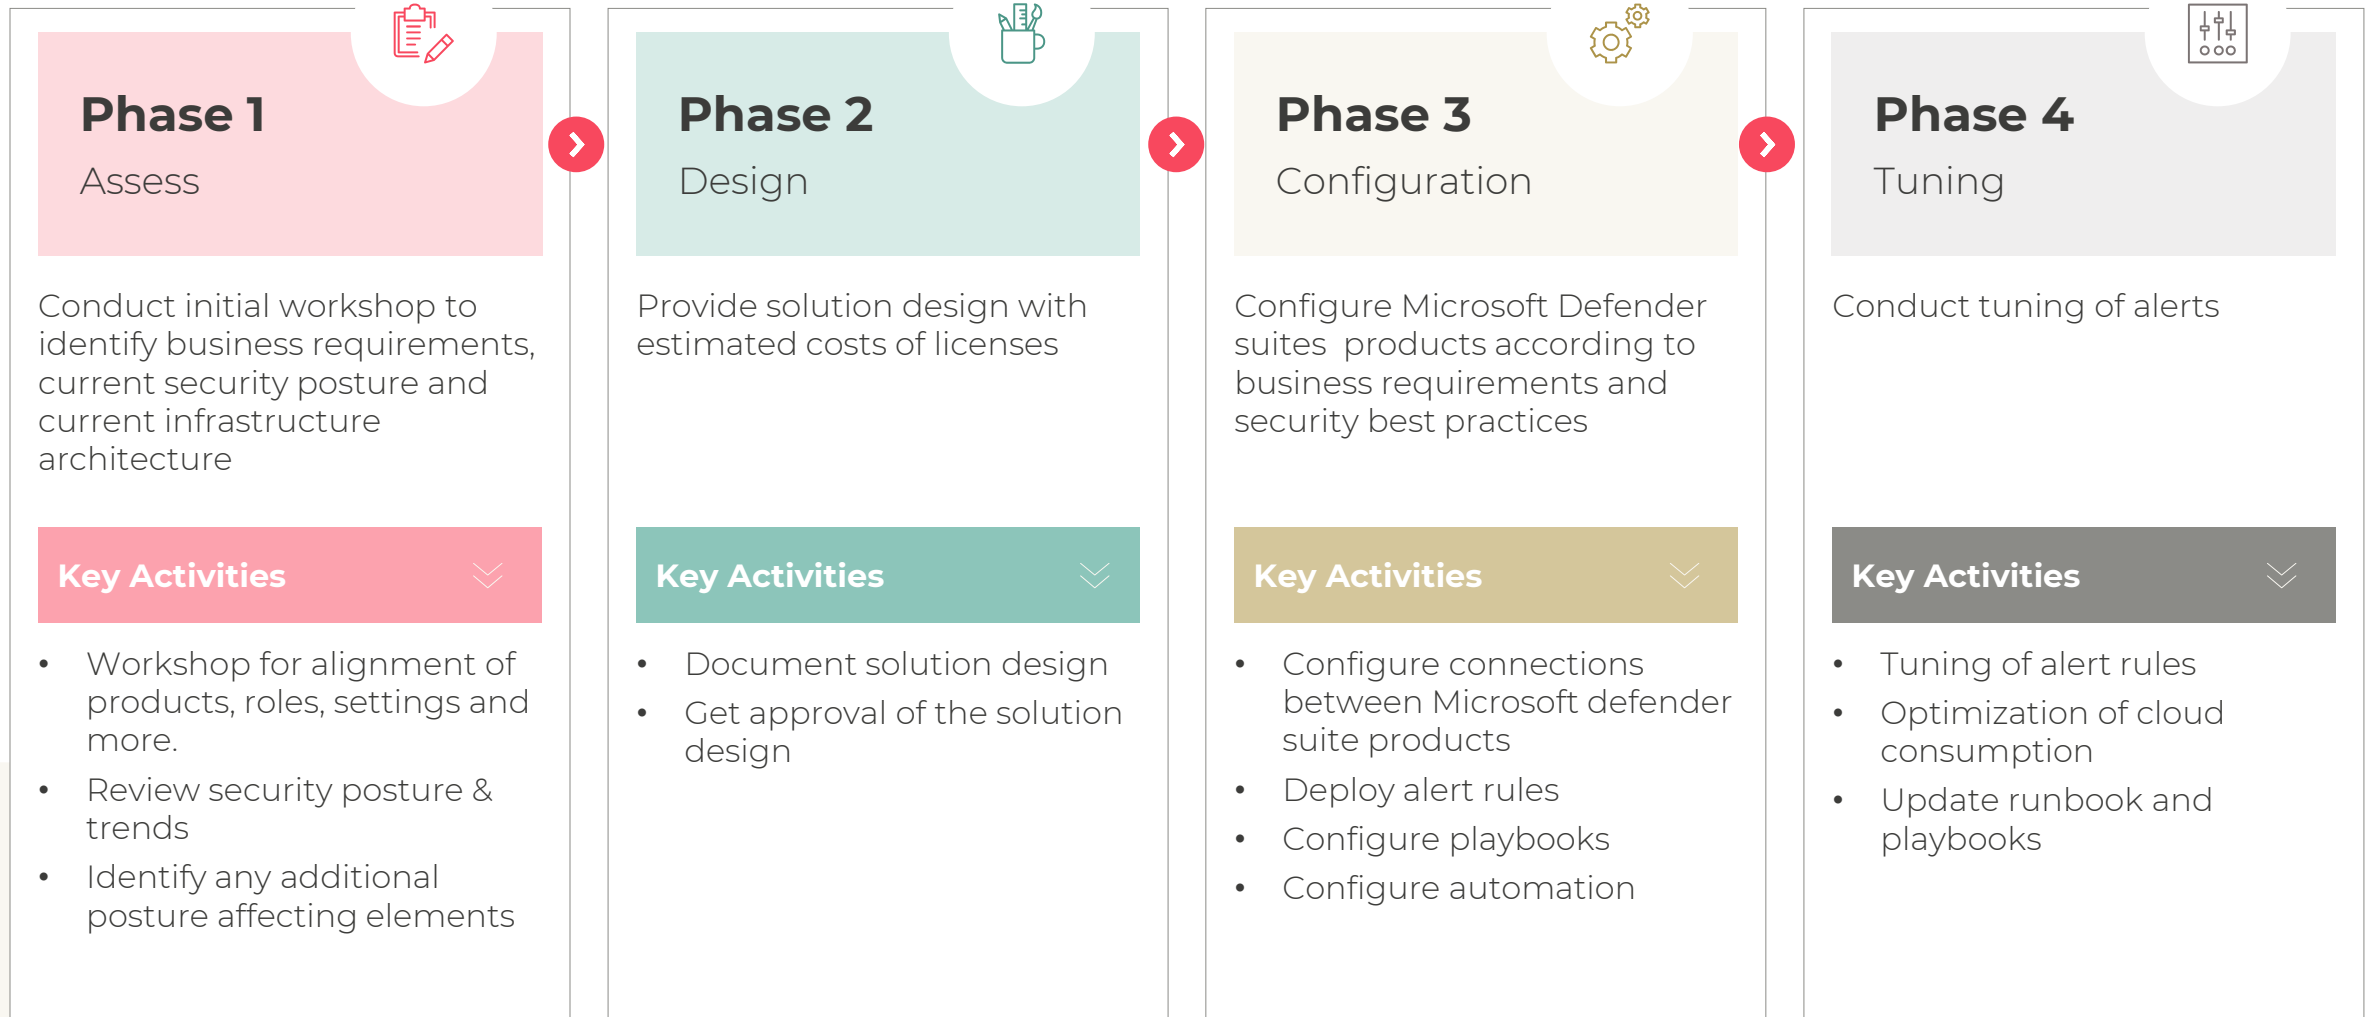 Phase 1
Assess
Conduct initial workshop to
identify business requirements,
current security posture and
current infrastructure
architecture
Key Activities
• Workshop for alignment of
products, roles, settings and
more.
• Review security posture &
trends
• Identify any additional
posture affecting elements
Phase 2
Design
Provide solution design with
estimated costs of licenses
Key Activities
• Document solution design
• Get approval of the solution
design
Phase 3
Configuration
Configure Microsoft Defender
suites  products according to
business requirements and
security best practices
Key Activities
• Configure connections
between Microsoft defender
suite products
• Deploy alert rules
• Configure playbooks
• Configure automation
Phase 4
Tuning
Conduct tuning of alerts
Key Activities
• Tuning of alert rules
• Optimization of cloud
consumption
• Update runbook and
playbooks